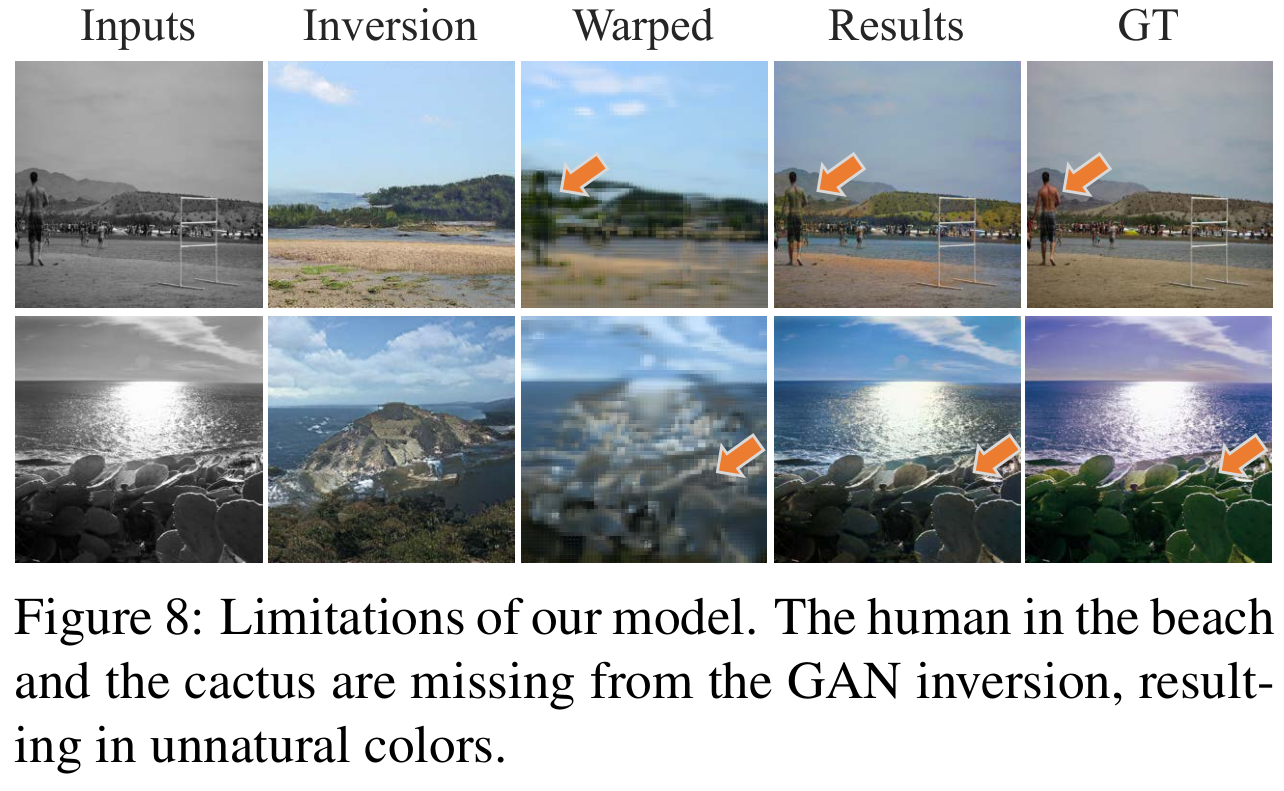 Inputs Inversion Warped Results GT
Figure 8: Limitations of our model. The human in the beach
and the cactus are missing from the GAN inversion, result-
ing in unnatural colors.